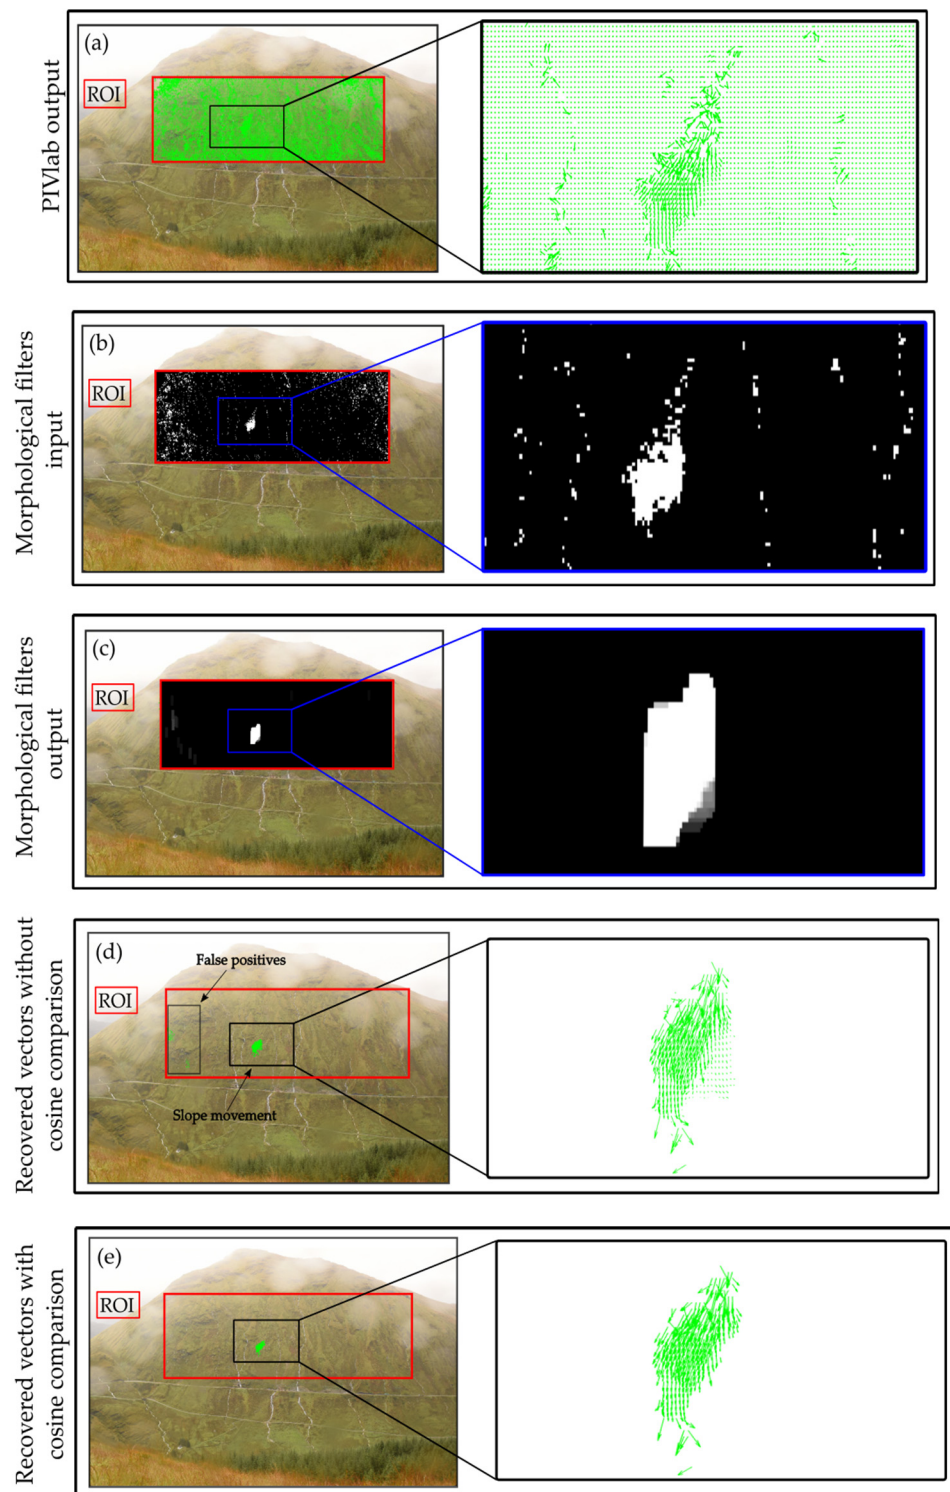 PIVlab output
(a)
ROI
Morphological filters
input
(b)
ROI
Morphological filters
output
(c)
ROI
Recovered vectors without
cosine comparison
(d)
False positives
ROI
Slope movement
Recovered vectors with
cosine comparison
(e)
ROI